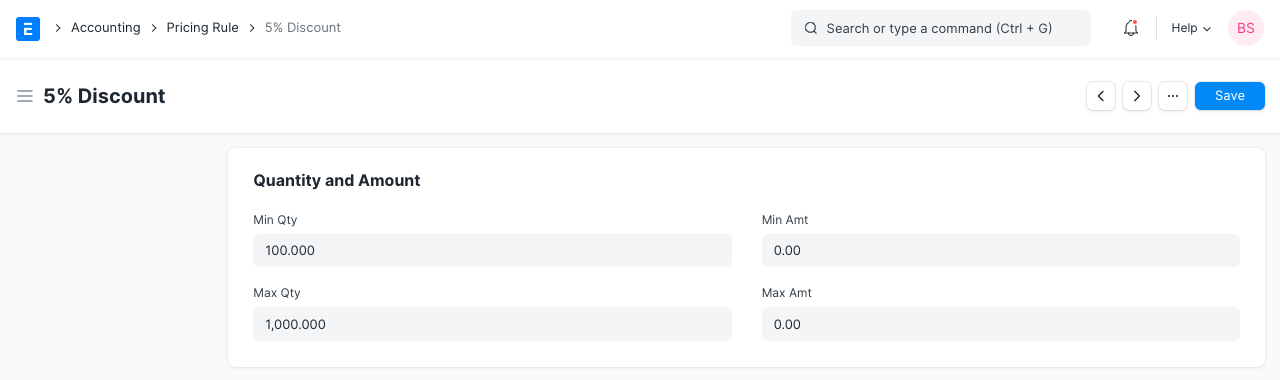 E Accounting Pricing Rule 5% Discount Search or type a command (Ctrl + G) Help BS
5% Discount ... Save
Quantity and Amount
Min Qty Min Amt
100.000 0.00
Max Qty Max Amt
1,000.000 0.00